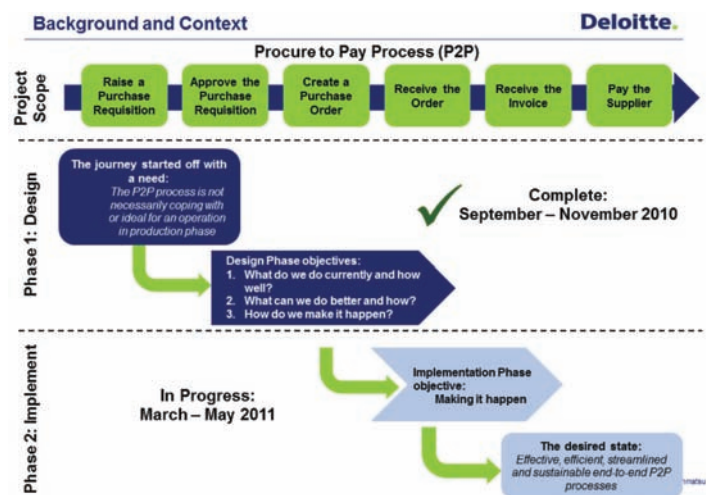 Background and Context
Deloitte.
Procure to Pay Process (P2P)
Project
Scope
Raise a
Purchase
Requisition
Approve the
Purchase
Requisition
Create a
Purchase
Order
Receive the
Order
Receive the
Invoice
Pay the
Supplier
Phase 1: Design
The journey started off with
a need:
The P2P process is not
necessarily coping with
or ideal for an operation
in production phase
Complete:
September – November 2010
Design Phase objectives:
1. What do we do currently and how
well?
2. What can we do better and how?
3. How do we make it happen?
Phase 2: Implement
In Progress:
March – May 2011
Implementation Phase
objective:
Making it happen
The desired state:
Effective, efficient, streamlined
and sustainable end-to-end P2P
processes